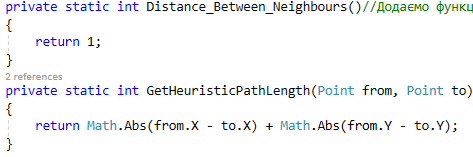 private static int Distance_Between_Neighbours()//Додаємо функц
{
return 1;
}
2 references
private static int GetHeuristicPathLength(Point from, Point to)
{
return Math.Abs(from.X - to.X) + Math.Abs(from.Y - to.Y);
}